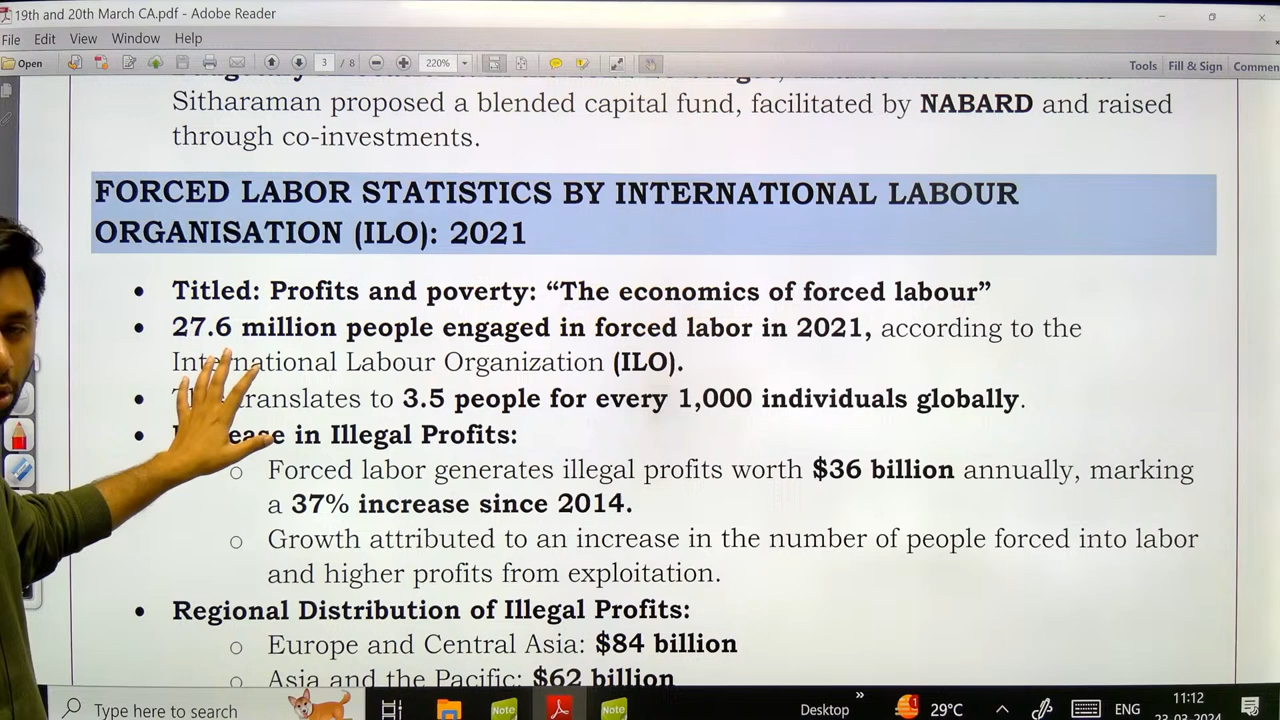 19th and 20th March CA.pdf - Adobe Reader
File Edit View Window Help
Open 3 / 8 220% Tools Fill & Sign Commen
Sitharaman proposed a blended capital fund, facilitated by NABARD and raised
through co-investments.
FORCED LABOR STATISTICS BY INTERNATIONAL LABOUR
ORGANISATION (ILO): 2021
• Titled: Profits and poverty: “The economics of forced labour”
• 27.6 million people engaged in forced labor in 2021, according to the
International Labour Organization (ILO).
• translates to 3.5 people for every 1,000 individuals globally.
• in Illegal Profits:
o Forced labor generates illegal profits worth $36 billion annually, marking
a 37% increase since 2014.
o Growth attributed to an increase in the number of people forced into labor
and higher profits from exploitation.
• Regional Distribution of Illegal Profits:
o Europe and Central Asia: $84 billion
o Asia and the Pacific: $62 billion
Type here to search Note Note Desktop » 29°C ENG 11:12